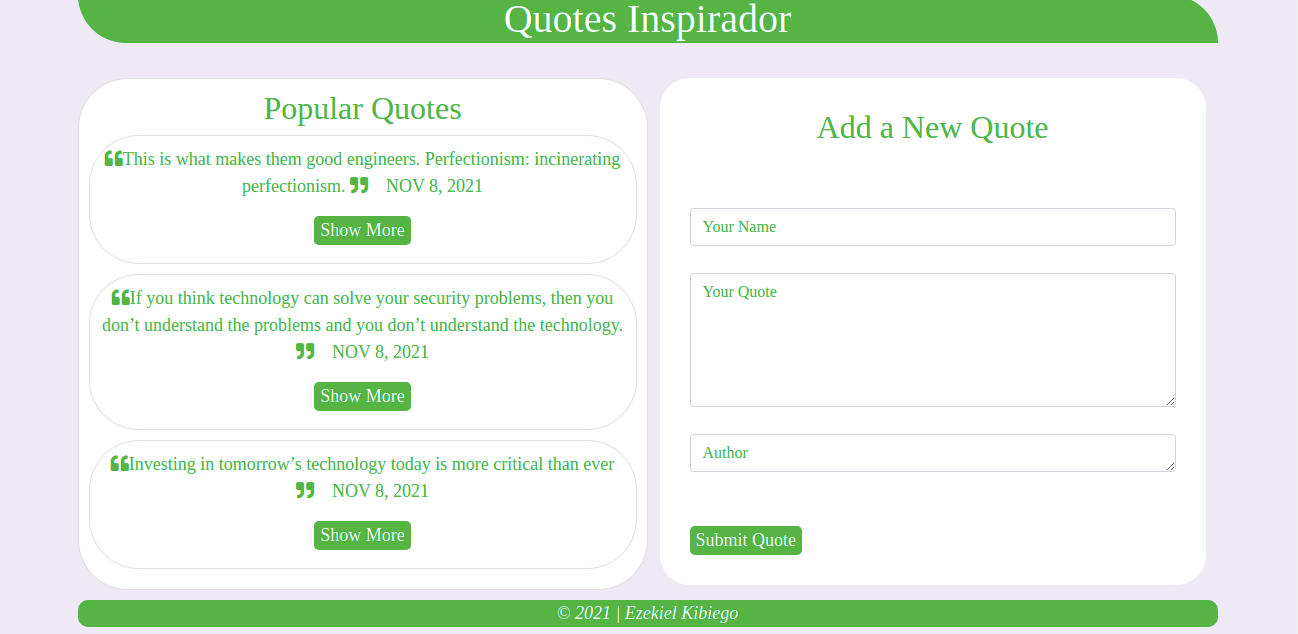 Quotes Inspirador
Popular Quotes
❝This is what makes them good engineers. Perfectionism: incinerating
perfectionism. ❞ NOV 8, 2021
Show More
❝If you think technology can solve your security problems, then you
don’t understand the problems and you don’t understand the technology.
❞ NOV 8, 2021
Show More
❝Investing in tomorrow’s technology today is more critical than ever
❞ NOV 8, 2021
Show More
Add a New Quote
Your Name
Your Quote
Author
Submit Quote
© 2021 | Ezekiel Kibiego